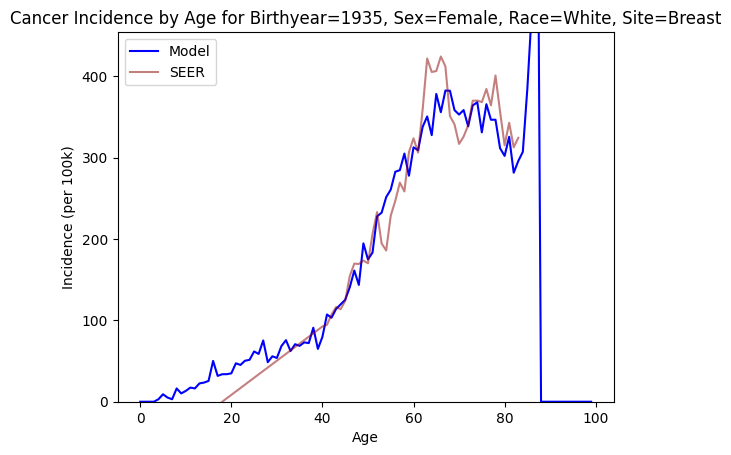 Cancer Incidence by Age for Birthyear=1935, Sex=Female, Race=White, Site=Breast
Model
SEER
Incidence (per 100k)
400
300
200
100
0
0 20 40 60 80 100
Age